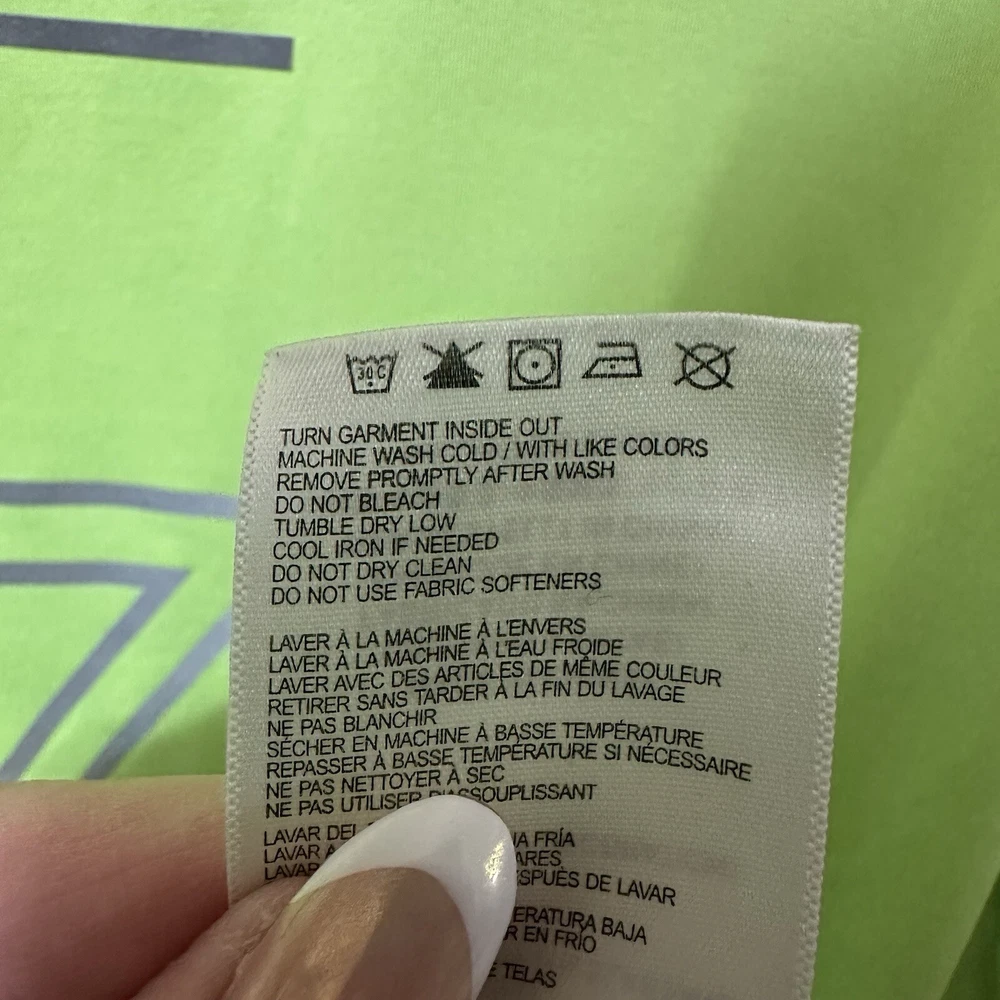 30 C
TURN GARMENT INSIDE OUT
MACHINE WASH COLD / WITH LIKE COLORS
REMOVE PROMPTLY AFTER WASH
DO NOT BLEACH
TUMBLE DRY LOW
COOL IRON IF NEEDED
DO NOT DRY CLEAN
DO NOT USE FABRIC SOFTENERS
LAVER À LA MACHINE À L'ENVERS
LAVER À LA MACHINE À L'EAU FROIDE
LAVER AVEC DES ARTICLES DE MÊME COULEUR
RETIRER SANS TARDER À LA FIN DU LAVAGE
NE PAS BLANCHIR
SÉCHER EN MACHINE À BASSE TEMPÉRATURE
REPASSER À BASSE TEMPÉRATURE SI NÉCESSAIRE
NE PAS NETTOYER À SEC
NE PAS UTILISER D'ASSOUPLISSANT
LAVAR DEL FRÍA
LAVAR
LAVAR DE LAVAR
BAJA
EN FRÍO
TELAS